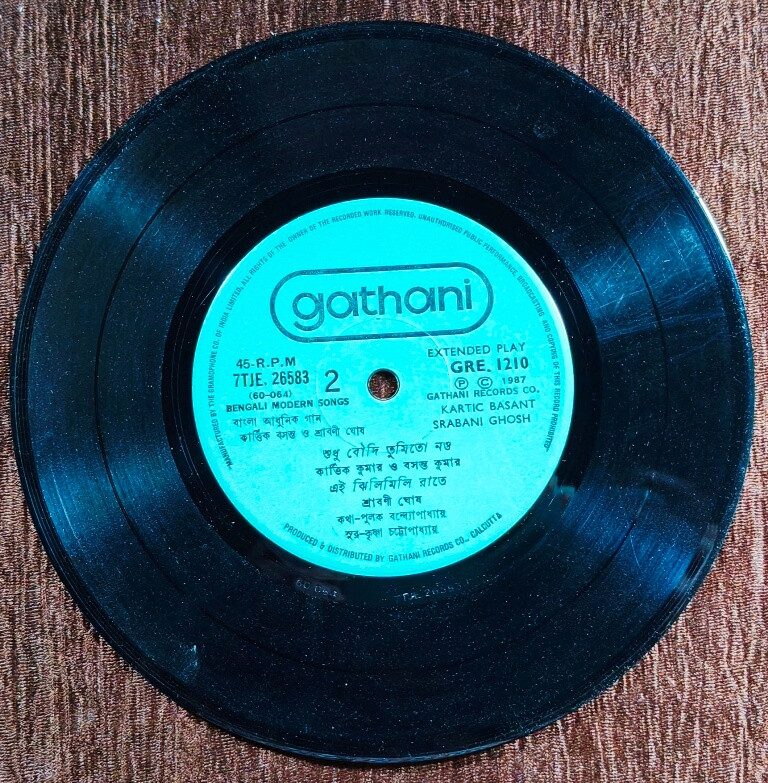 MANUFACTURED BY THE GRAMOPHONE CO. OF INDIA LIMITED, ALL RIGHTS OF THE OWNER OF THE RECORDED WORK RESERVED. UNAUTHORISED PUBLIC PERFORMANCE, BROADCASTING AND COPYING OF THIS RECORD PROHIBITED
gathani
45-R.P.M
7TJE. 26583
2
(60-064)
BENGALI MODERN SONGS
EXTENDED PLAY
GRE. 1210
Ⓟ © 1987
GATHANI RECORDS CO.
KARTIC BASANT
SRABANI GHOSH
বাংলা আধুনিক গান
কার্ত্তিক বসন্ত ও শ্রাবণী ঘোষ
শুধু বৌদি তুমিতো নও
কার্ত্তিক কুমার ও বসন্ত কুমার
এই ঝিলিমিলি রাতে
শ্রাবণী ঘোষ
কথা-পুলক বন্দ্যোপাধ্যায়
সুর-কৃষ্ণা চট্টোপাধ্যায়
PRODUCED & DISTRIBUTED BY GATHANI RECORDS CO., CALCUTTA